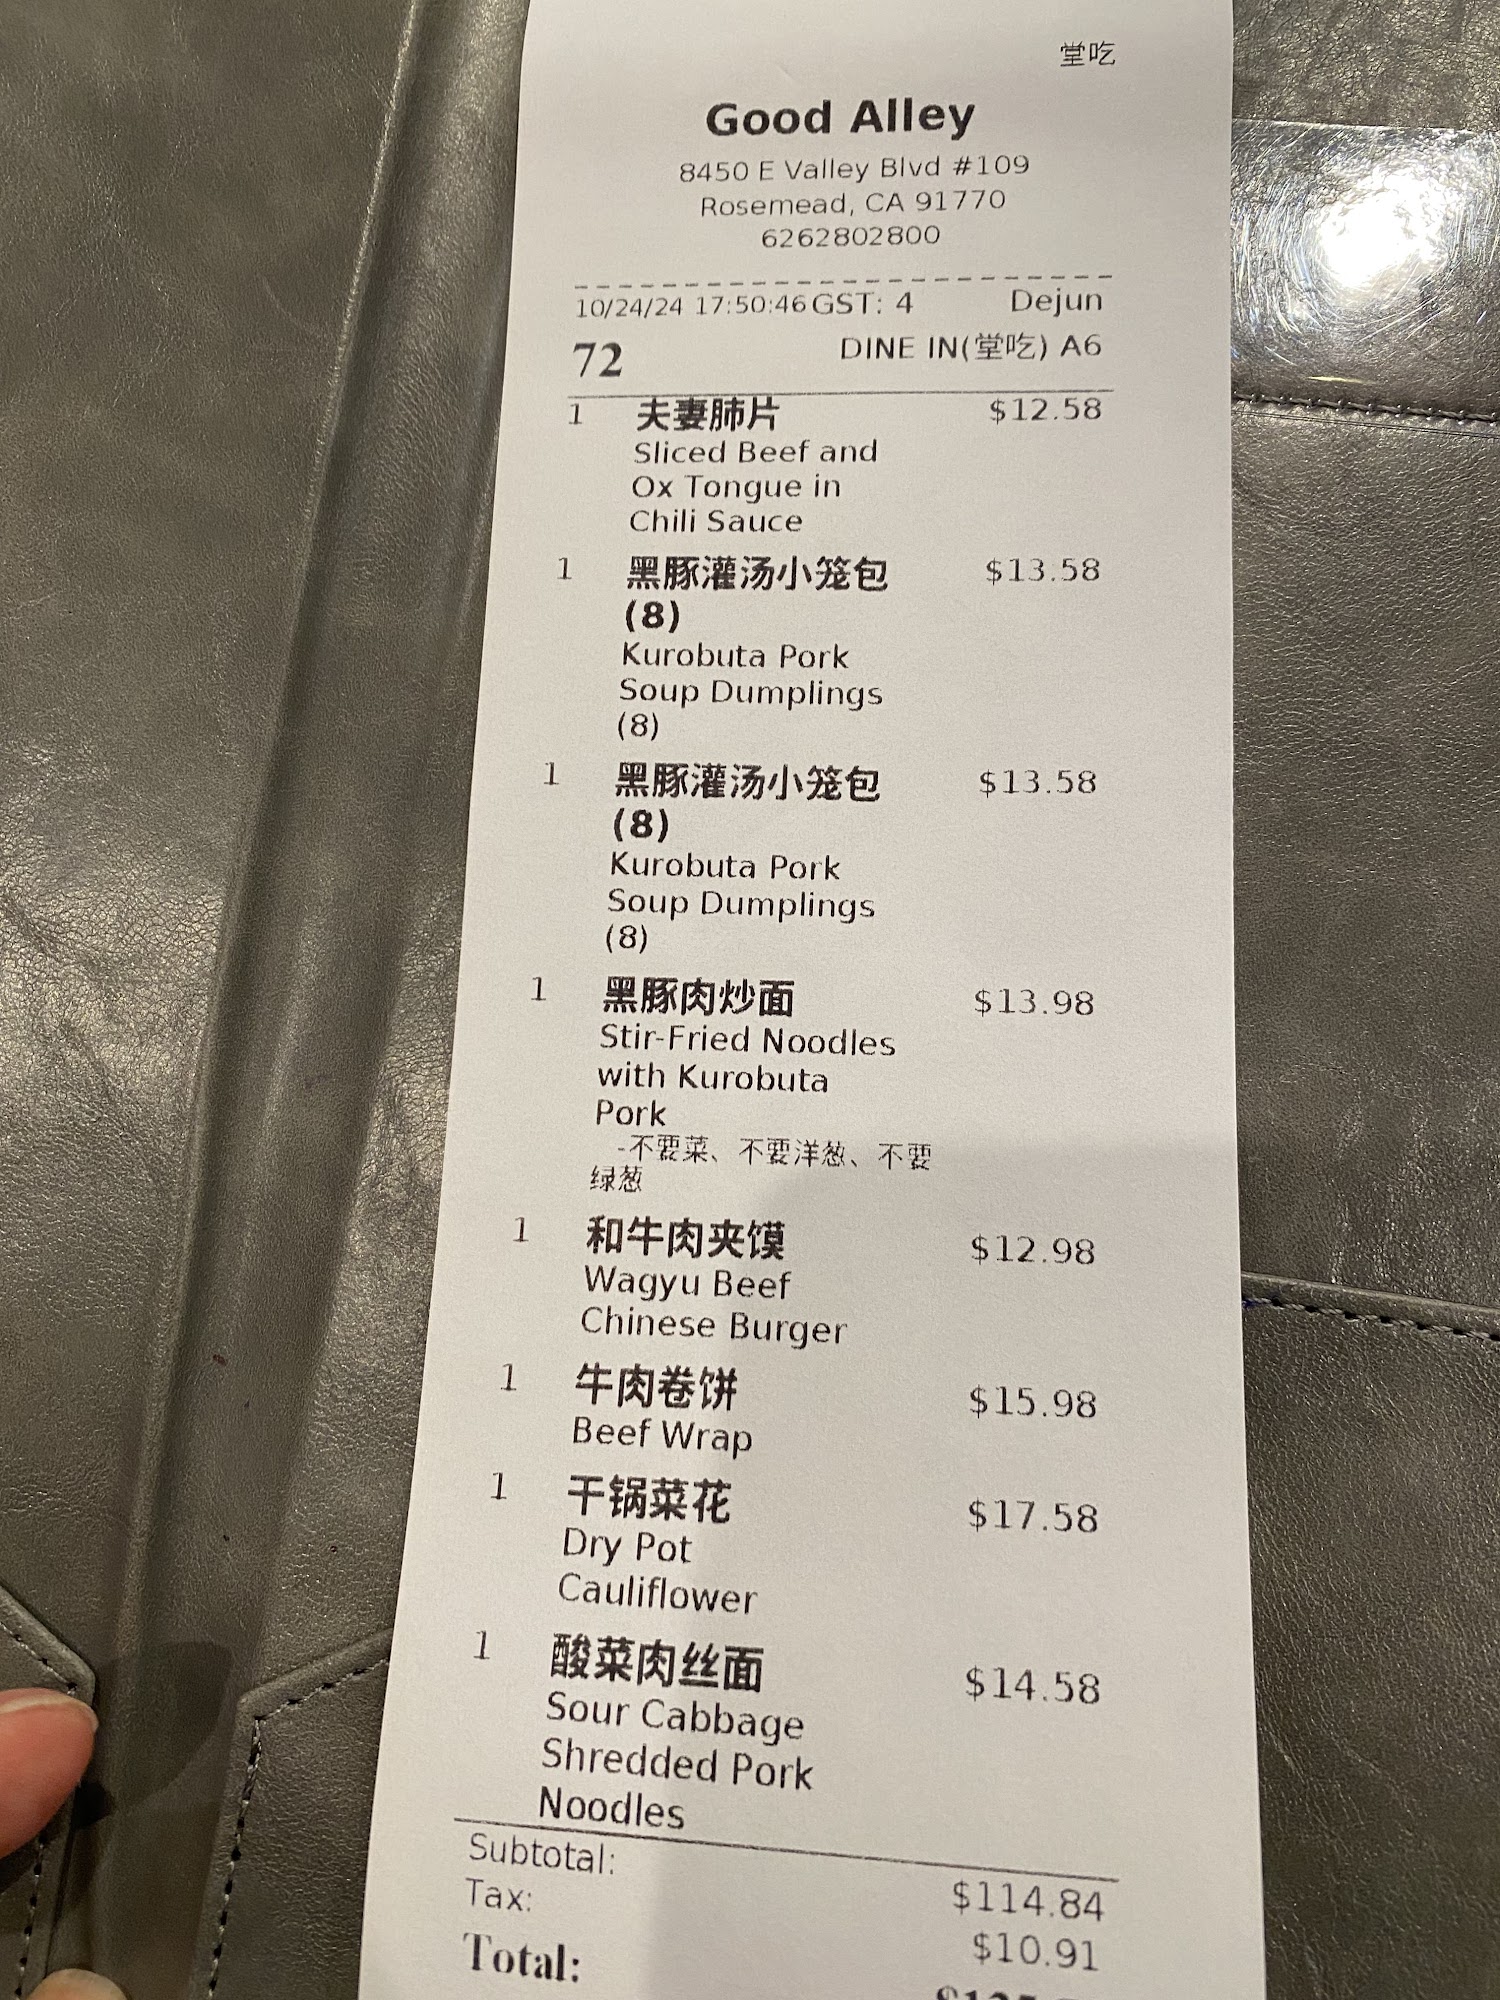 堂吃
Good Alley
8450 E Valley Blvd #109
Rosemead, CA 91770
6262802800
10/24/24 17:50:46 GST: 4 Dejun
72 DINE IN(堂吃) A6
1 夫妻肺片 $12.58
Sliced Beef and
Ox Tongue in
Chili Sauce
1 黑豚灌汤小笼包 $13.58
(8)
Kurobuta Pork
Soup Dumplings
(8)
1 黑豚灌汤小笼包 $13.58
(8)
Kurobuta Pork
Soup Dumplings
(8)
1 黑豚肉炒面 $13.98
Stir-Fried Noodles
with Kurobuta
Pork
-不要菜、不要洋葱、不要
绿葱
1 和牛肉夹馍 $12.98
Wagyu Beef
Chinese Burger
1 牛肉卷饼 $15.98
Beef Wrap
1 干锅菜花 $17.58
Dry Pot
Cauliflower
1 酸菜肉丝面 $14.58
Sour Cabbage
Shredded Pork
Noodles
Subtotal: $114.84
Tax: $10.91
Total: